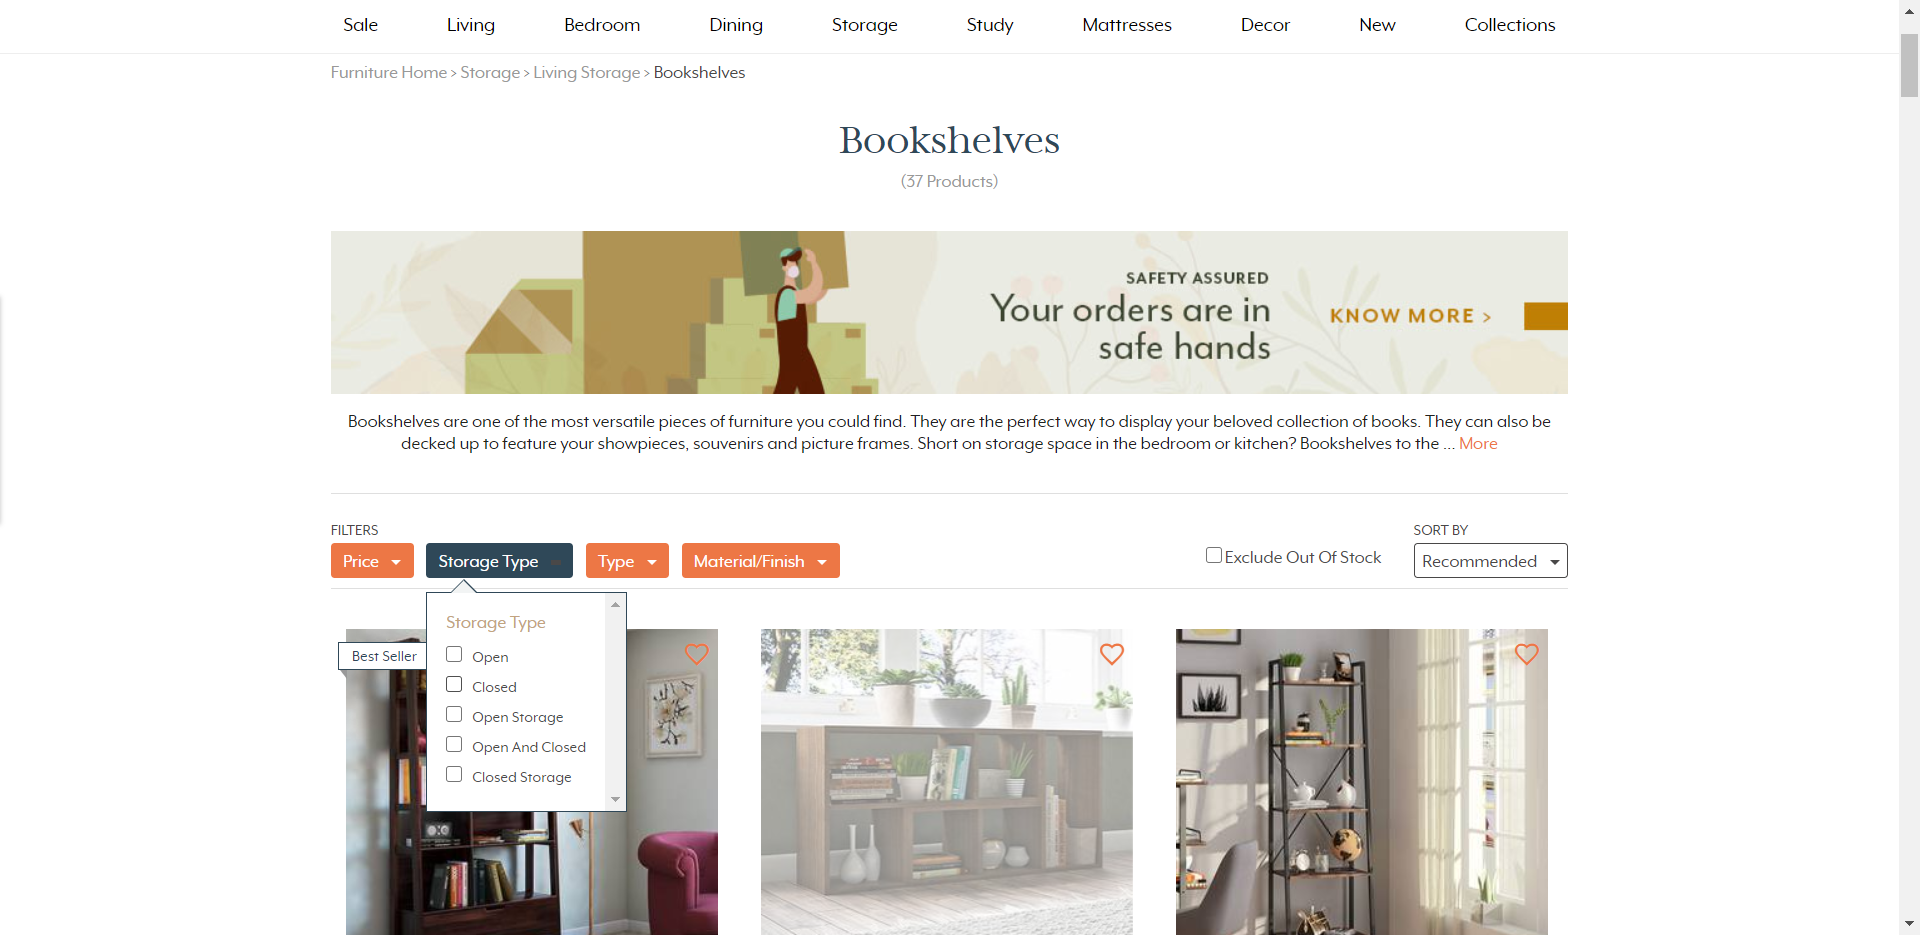 Sale Living Bedroom Dining Storage Study Mattresses Decor New Collections
Furniture Home > Storage > Living Storage > Bookshelves
Bookshelves
(37 Products)
SAFETY ASSURED
Your orders are in
safe hands
KNOW MORE >
Bookshelves are one of the most versatile pieces of furniture you could find. They are the perfect way to display your beloved collection of books. They can also be
decked up to feature your showpieces, souvenirs and picture frames. Short on storage space in the bedroom or kitchen? Bookshelves to the ... More
FILTERS
SORT BY
Price Storage Type Type Material/Finish
Exclude Out Of Stock
Recommended
Storage Type
Best Seller
Open
Closed
Open Storage
Open And Closed
Closed Storage